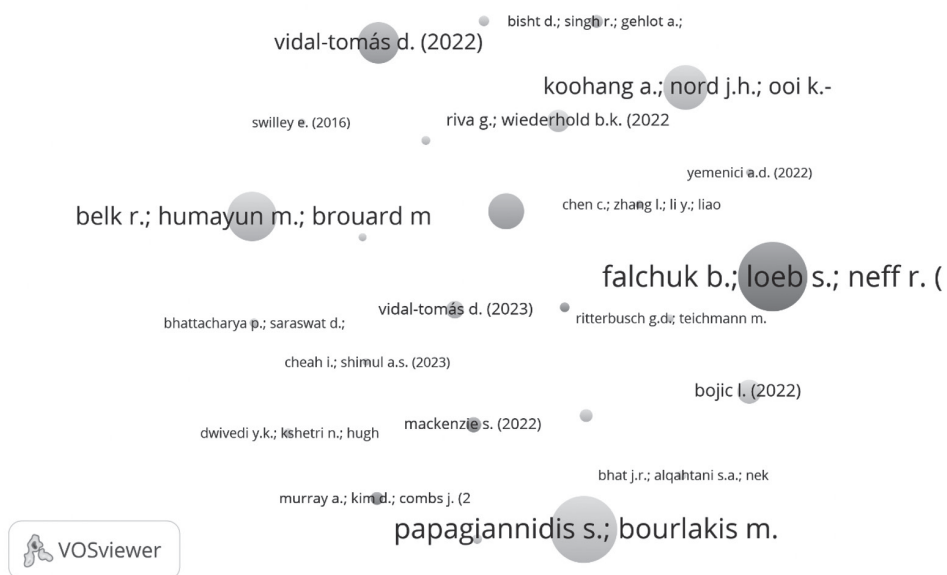 bisht d.; singh r.; gehlot a.;
vidal-tomás d. (2022)
koohang a.; nord j.h.; ooi k.-
swilley e. (2016)
riva g.; wiederhold b.k. (2022
yemenici a.d. (2022)
chen c.; zhang l.; li y.; liao
belk r.; humayun m.; brouard m
falchuk b.; loeb s.; neff r. (
vidal-tomás d. (2023)
ritterbusch g.d.; teichmann m.
bhattacharya p.; saraswat d.;
cheah i.; shimul a.s. (2023)
bojic l. (2022)
mackenzie s. (2022)
dwivedi y.k.; kshetri n.; hugh
bhat j.r.; alqahtani s.a.; nek
murray a.; kim d.; combs j. (2
papagiannidis s.; bourlakis m.
VOSviewer